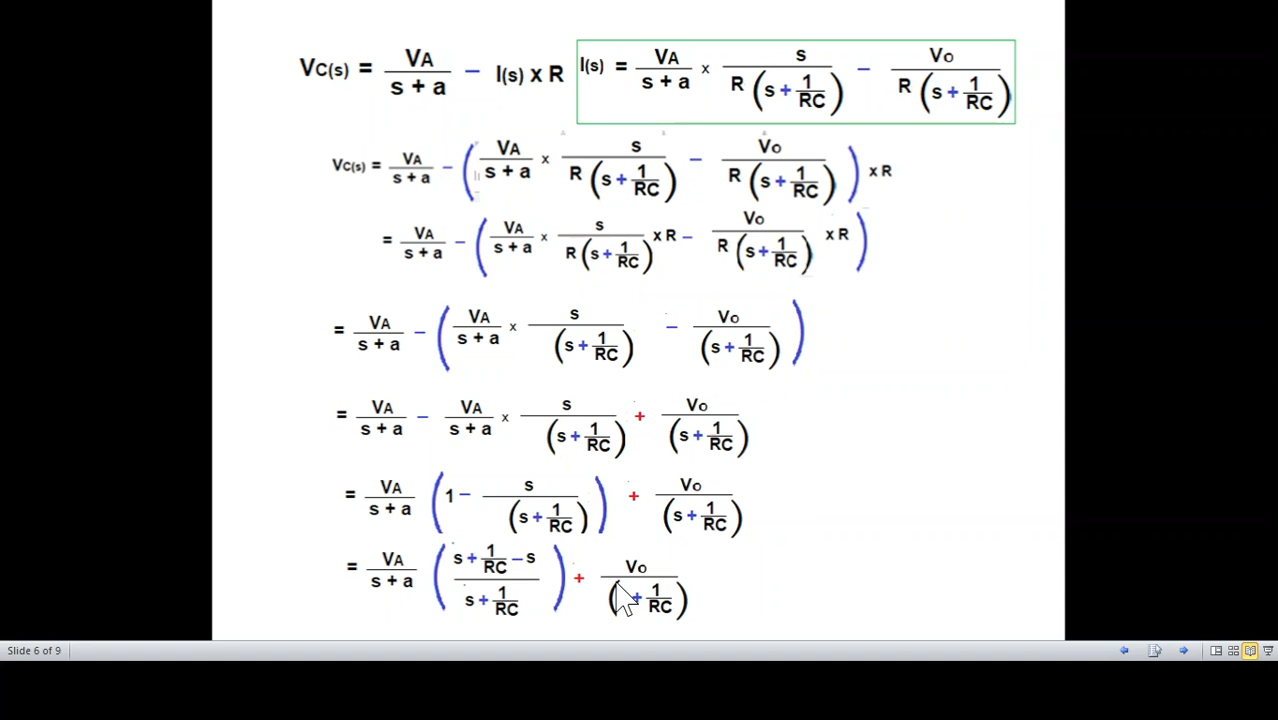 VC(s) = VA/(s + a) − I(s) x R   I(s) = VA/(s + a) x s/(R(s + 1/RC)) − Vo/(R(s + 1/RC))
VC(s) = VA/(s + a) − (VA/(s + a) x s/(R(s + 1/RC)) − Vo/(R(s + 1/RC))) x R
= VA/(s + a) − (VA/(s + a) x s/(R(s + 1/RC)) x R − Vo/(R(s + 1/RC)) x R)
= VA/(s + a) − (VA/(s + a) x s/(s + 1/RC) − Vo/(s + 1/RC))
= VA/(s + a) − VA/(s + a) x s/(s + 1/RC) + Vo/(s + 1/RC)
= VA/(s + a) (1 − s/(s + 1/RC)) + Vo/(s + 1/RC)
= VA/(s + a) ((s + 1/RC − s)/(s + 1/RC)) + Vo/( + 1/RC)
Slide 6 of 9